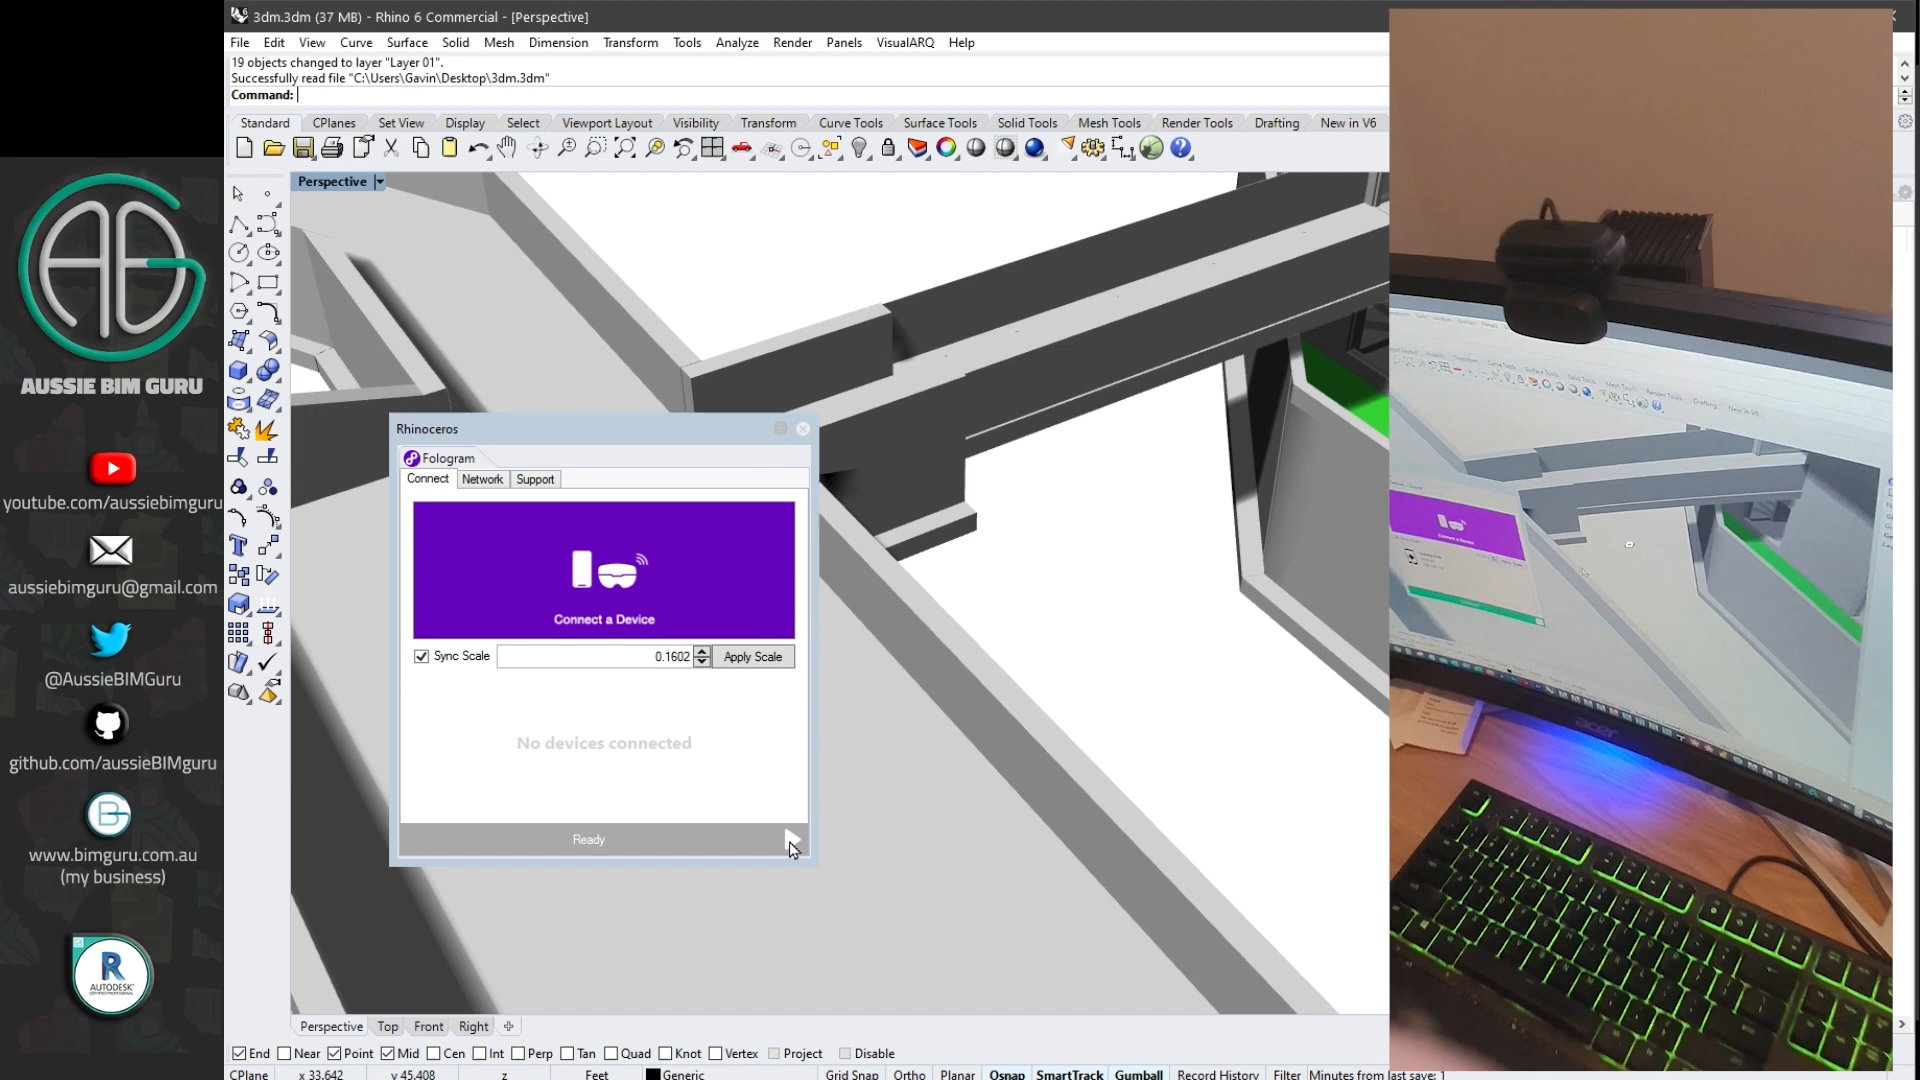 3dm.3dm (37 MB) - Rhino 6 Commercial - [Perspective]
File Edit View Curve Surface Solid Mesh Dimension Transform Tools Analyze Render Panels VisualARQ Help
19 objects changed to layer "Layer 01".
Successfully read file "C:\Users\Gavin\Desktop\3dm.3dm"
Command:
Standard CPlanes Set View Display Select Viewport Layout Visibility Transform Curve Tools Surface Tools Solid Tools Mesh Tools Render Tools Drafting New in V6
Perspective
AUSSIE BIM GURU
youtube.com/aussiebimguru
aussiebimguru@gmail.com
@AussieBIMGuru
github.com/aussieBIMguru
www.bimguru.com.au
(my business)
R
AUTODESK
Rhinoceros
Fologram
Connect Network Support
Connect a Device
Sync Scale 0.1602 Apply Scale
No devices connected
Ready
acer
Perspective Top Front Right
End Near Point Mid Cen Int Perp Tan Quad Knot Vertex Project Disable
CPlane x 33.642 y 45.408 z Feet Generic Grid Snap Ortho Planar Osnap SmartTrack Gumball Record History Filter Minutes from last save: 1